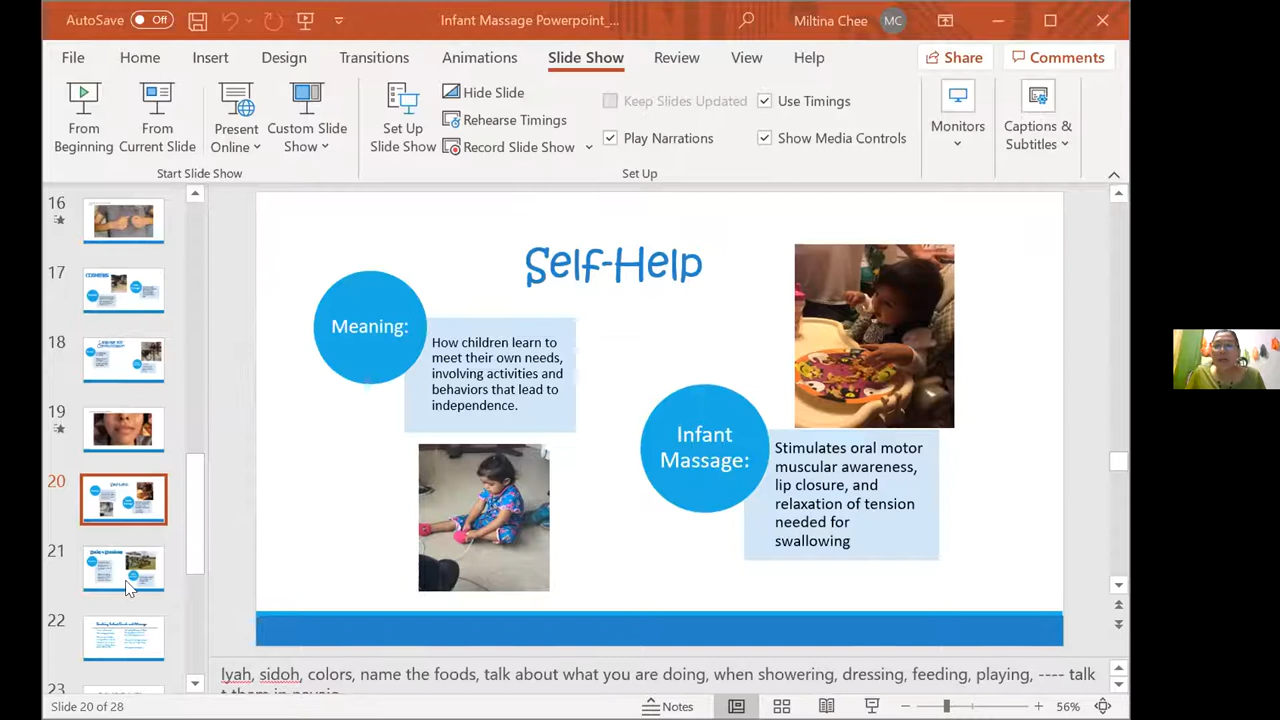 AutoSave Off Infant Massage Powerpoint_... Miltina Chee MC
File Home Insert Design Transitions Animations Slide Show Review View Help Share Comments
From Beginning
From Current Slide
Present Online
Custom Slide Show
Start Slide Show
Set Up Slide Show
Hide Slide
Rehearse Timings
Record Slide Show
Keep Slides Updated
Use Timings
Play Narrations
Show Media Controls
Set Up
Monitors
Captions &
Subtitles
16
17
18
19
20
21
22
23
Self-Help
Meaning:
How children learn to
meet their own needs,
involving activities and
behaviors that lead to
independence.
Infant
Massage:
Stimulates oral motor
muscular awareness,
lip closure, and
relaxation of tension
needed for
swallowing
Iyah, sidoh, colors, name the foods, talk about what you are doing, when showering, dressing, feeding, playing, ---- talk
Slide 20 of 28 Notes 56%